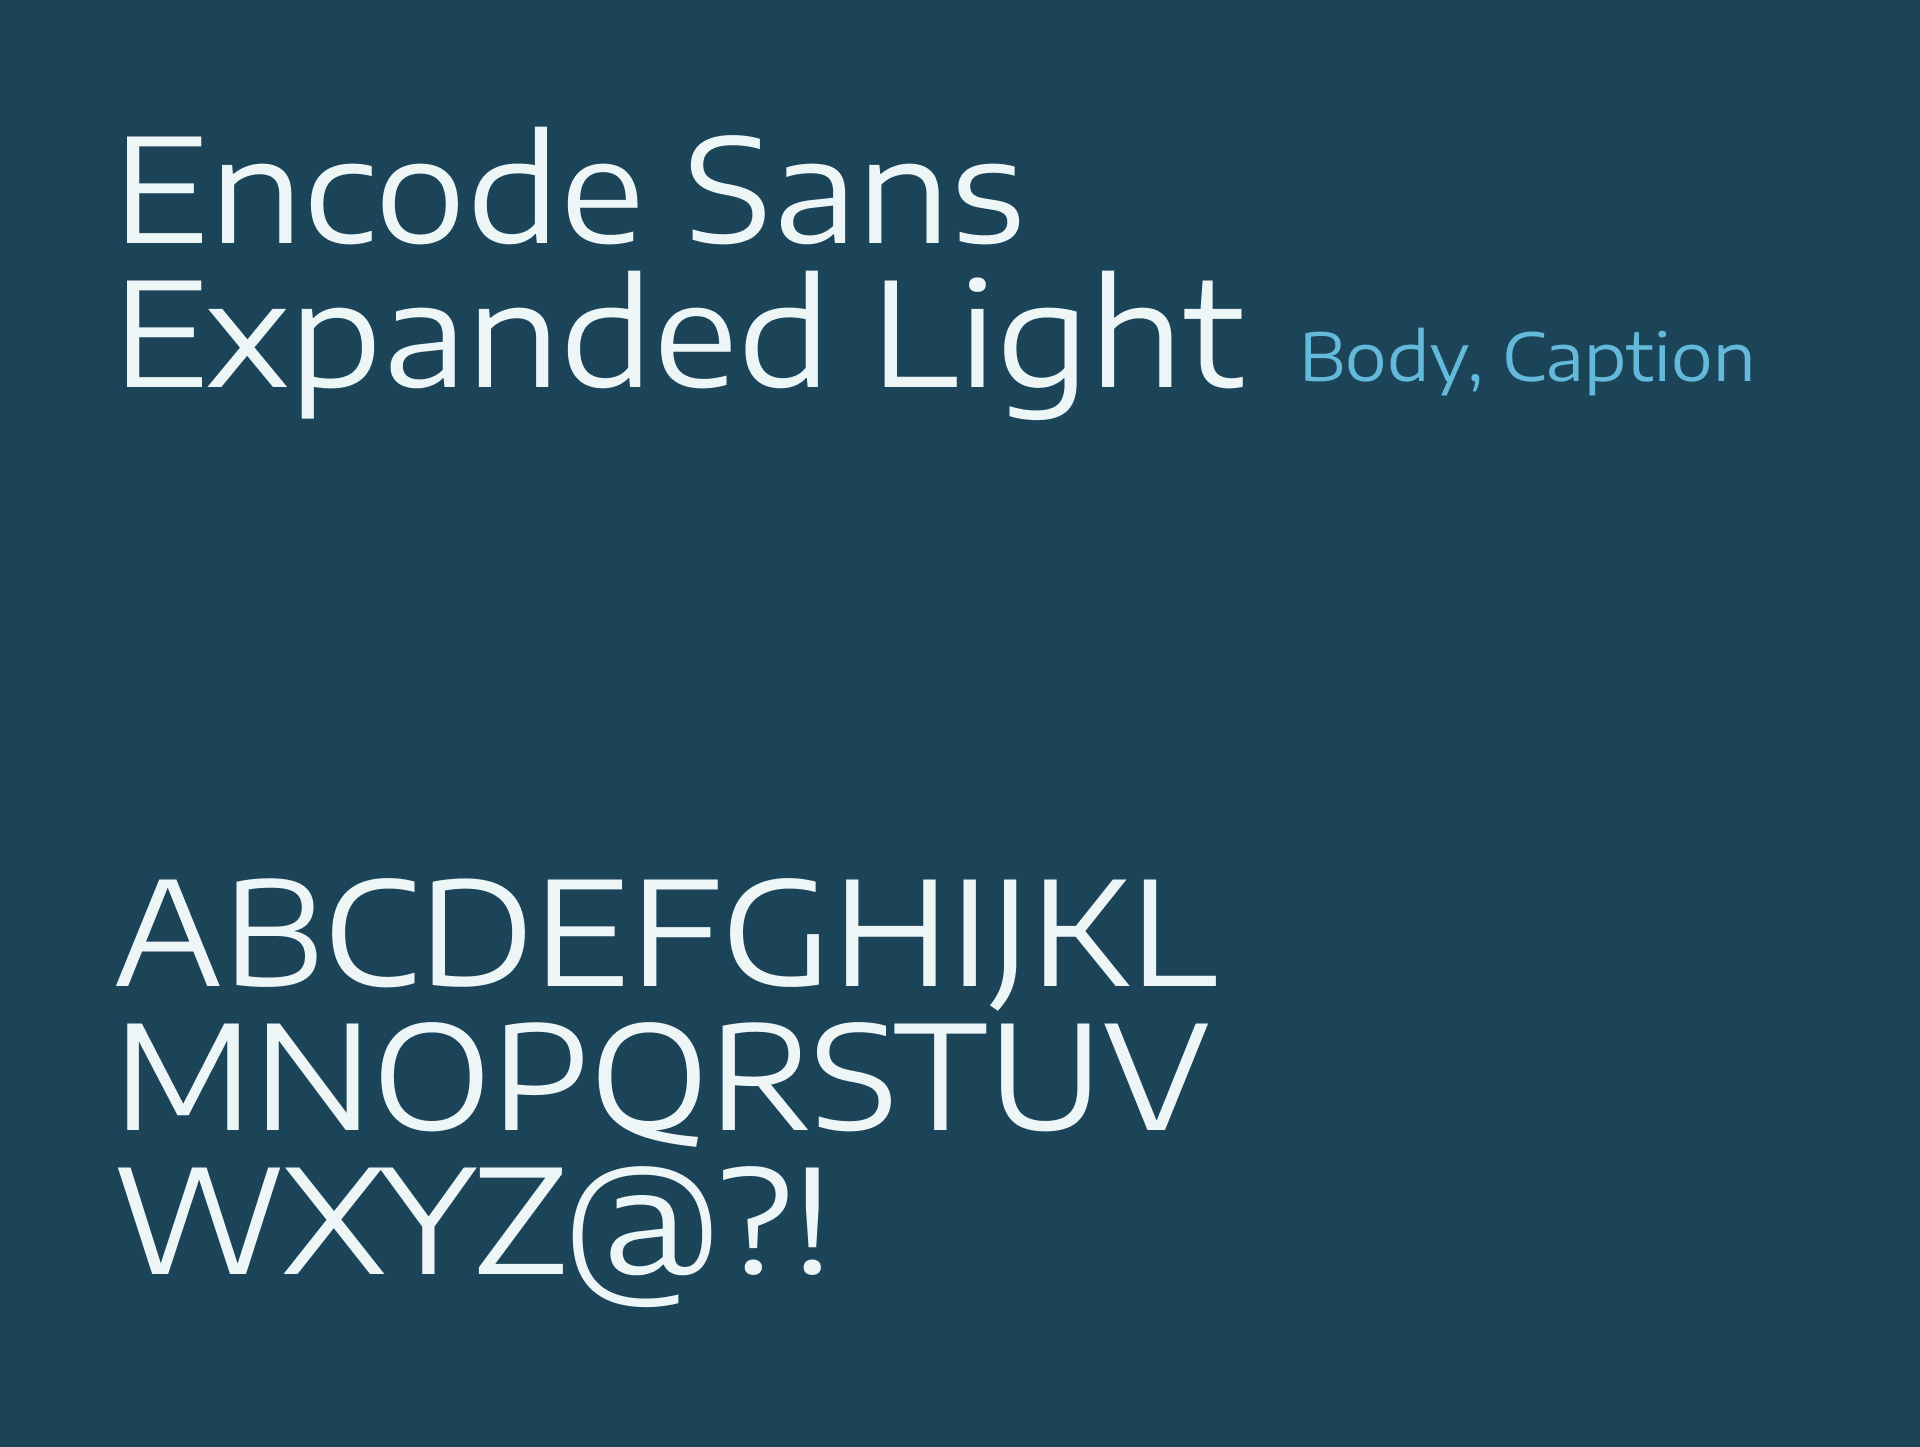 Encode Sans
Expanded Light Body, Caption
ABCDEFGHIJKL
MNOPQRSTUV
WXYZ@?!